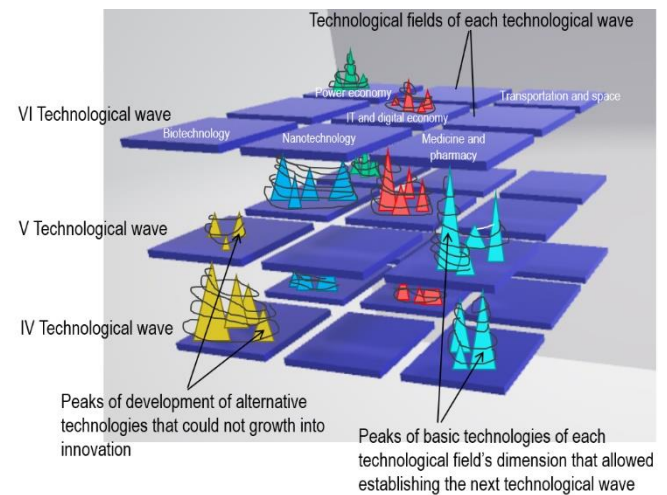 Technological fields of each technological wave
Power economy
Transportation and space
VI Technological wave
IT and digital economy
Biotechnology
Nanotechnology
Medicine and
pharmacy
V Technological wave
IV Technological wave
Peaks of development of alternative
technologies that could not growth into
innovation
Peaks of basic technologies of each
technological field's dimension that allowed
establishing the next technological wave